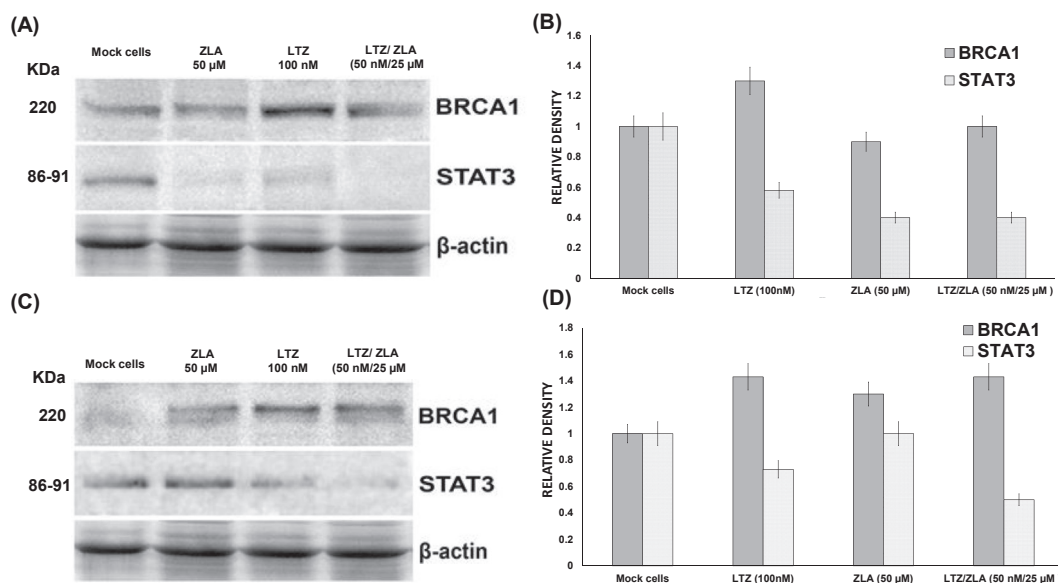 (A)
Mock cells ZLA LTZ LTZ/ ZLA
50 µM 100 nM (50 nM/25 µM
KDa
220 BRCA1
86-91 STAT3
β-actin
(B)
1.6
1.4
1.2
1
0.8
0.6
0.4
0.2
0
RELATIVE DENSITY
BRCA1
STAT3
Mock cells LTZ (100nM) ZLA (50 µM) LTZ/ZLA (50 nM/25 µM )
(C)
Mock cells ZLA LTZ LTZ/ ZLA
50 µM 100 nM (50 nM/25 µM
KDa
220 BRCA1
86-91 STAT3
β-actin
(D)
1.8
1.6
1.4
1.2
1
0.8
0.6
0.4
0.2
0
RELATIVE DENSITY
BRCA1
STAT3
Mock cells LTZ (100nM) ZLA (50 µM) LTZ/ZLA (50 nM/25 µM)